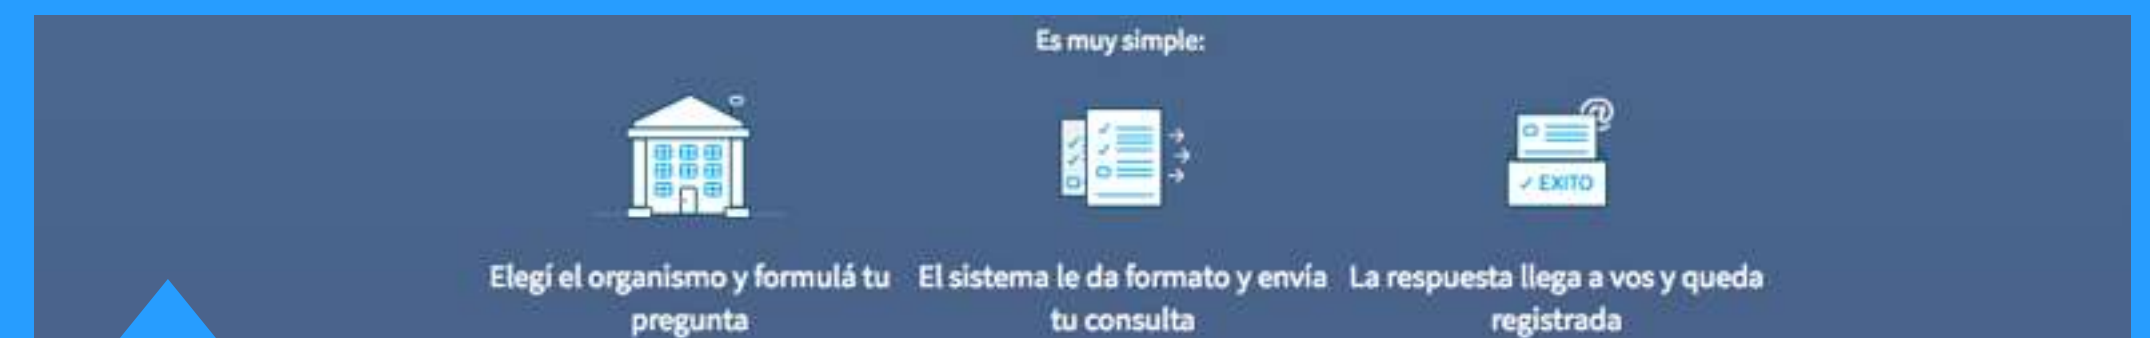 Es muy simple:
@
✓ EXITO
Elegí el organismo y formulá tu
pregunta
El sistema le da formato y envía
tu consulta
La respuesta llega a vos y queda
registrada